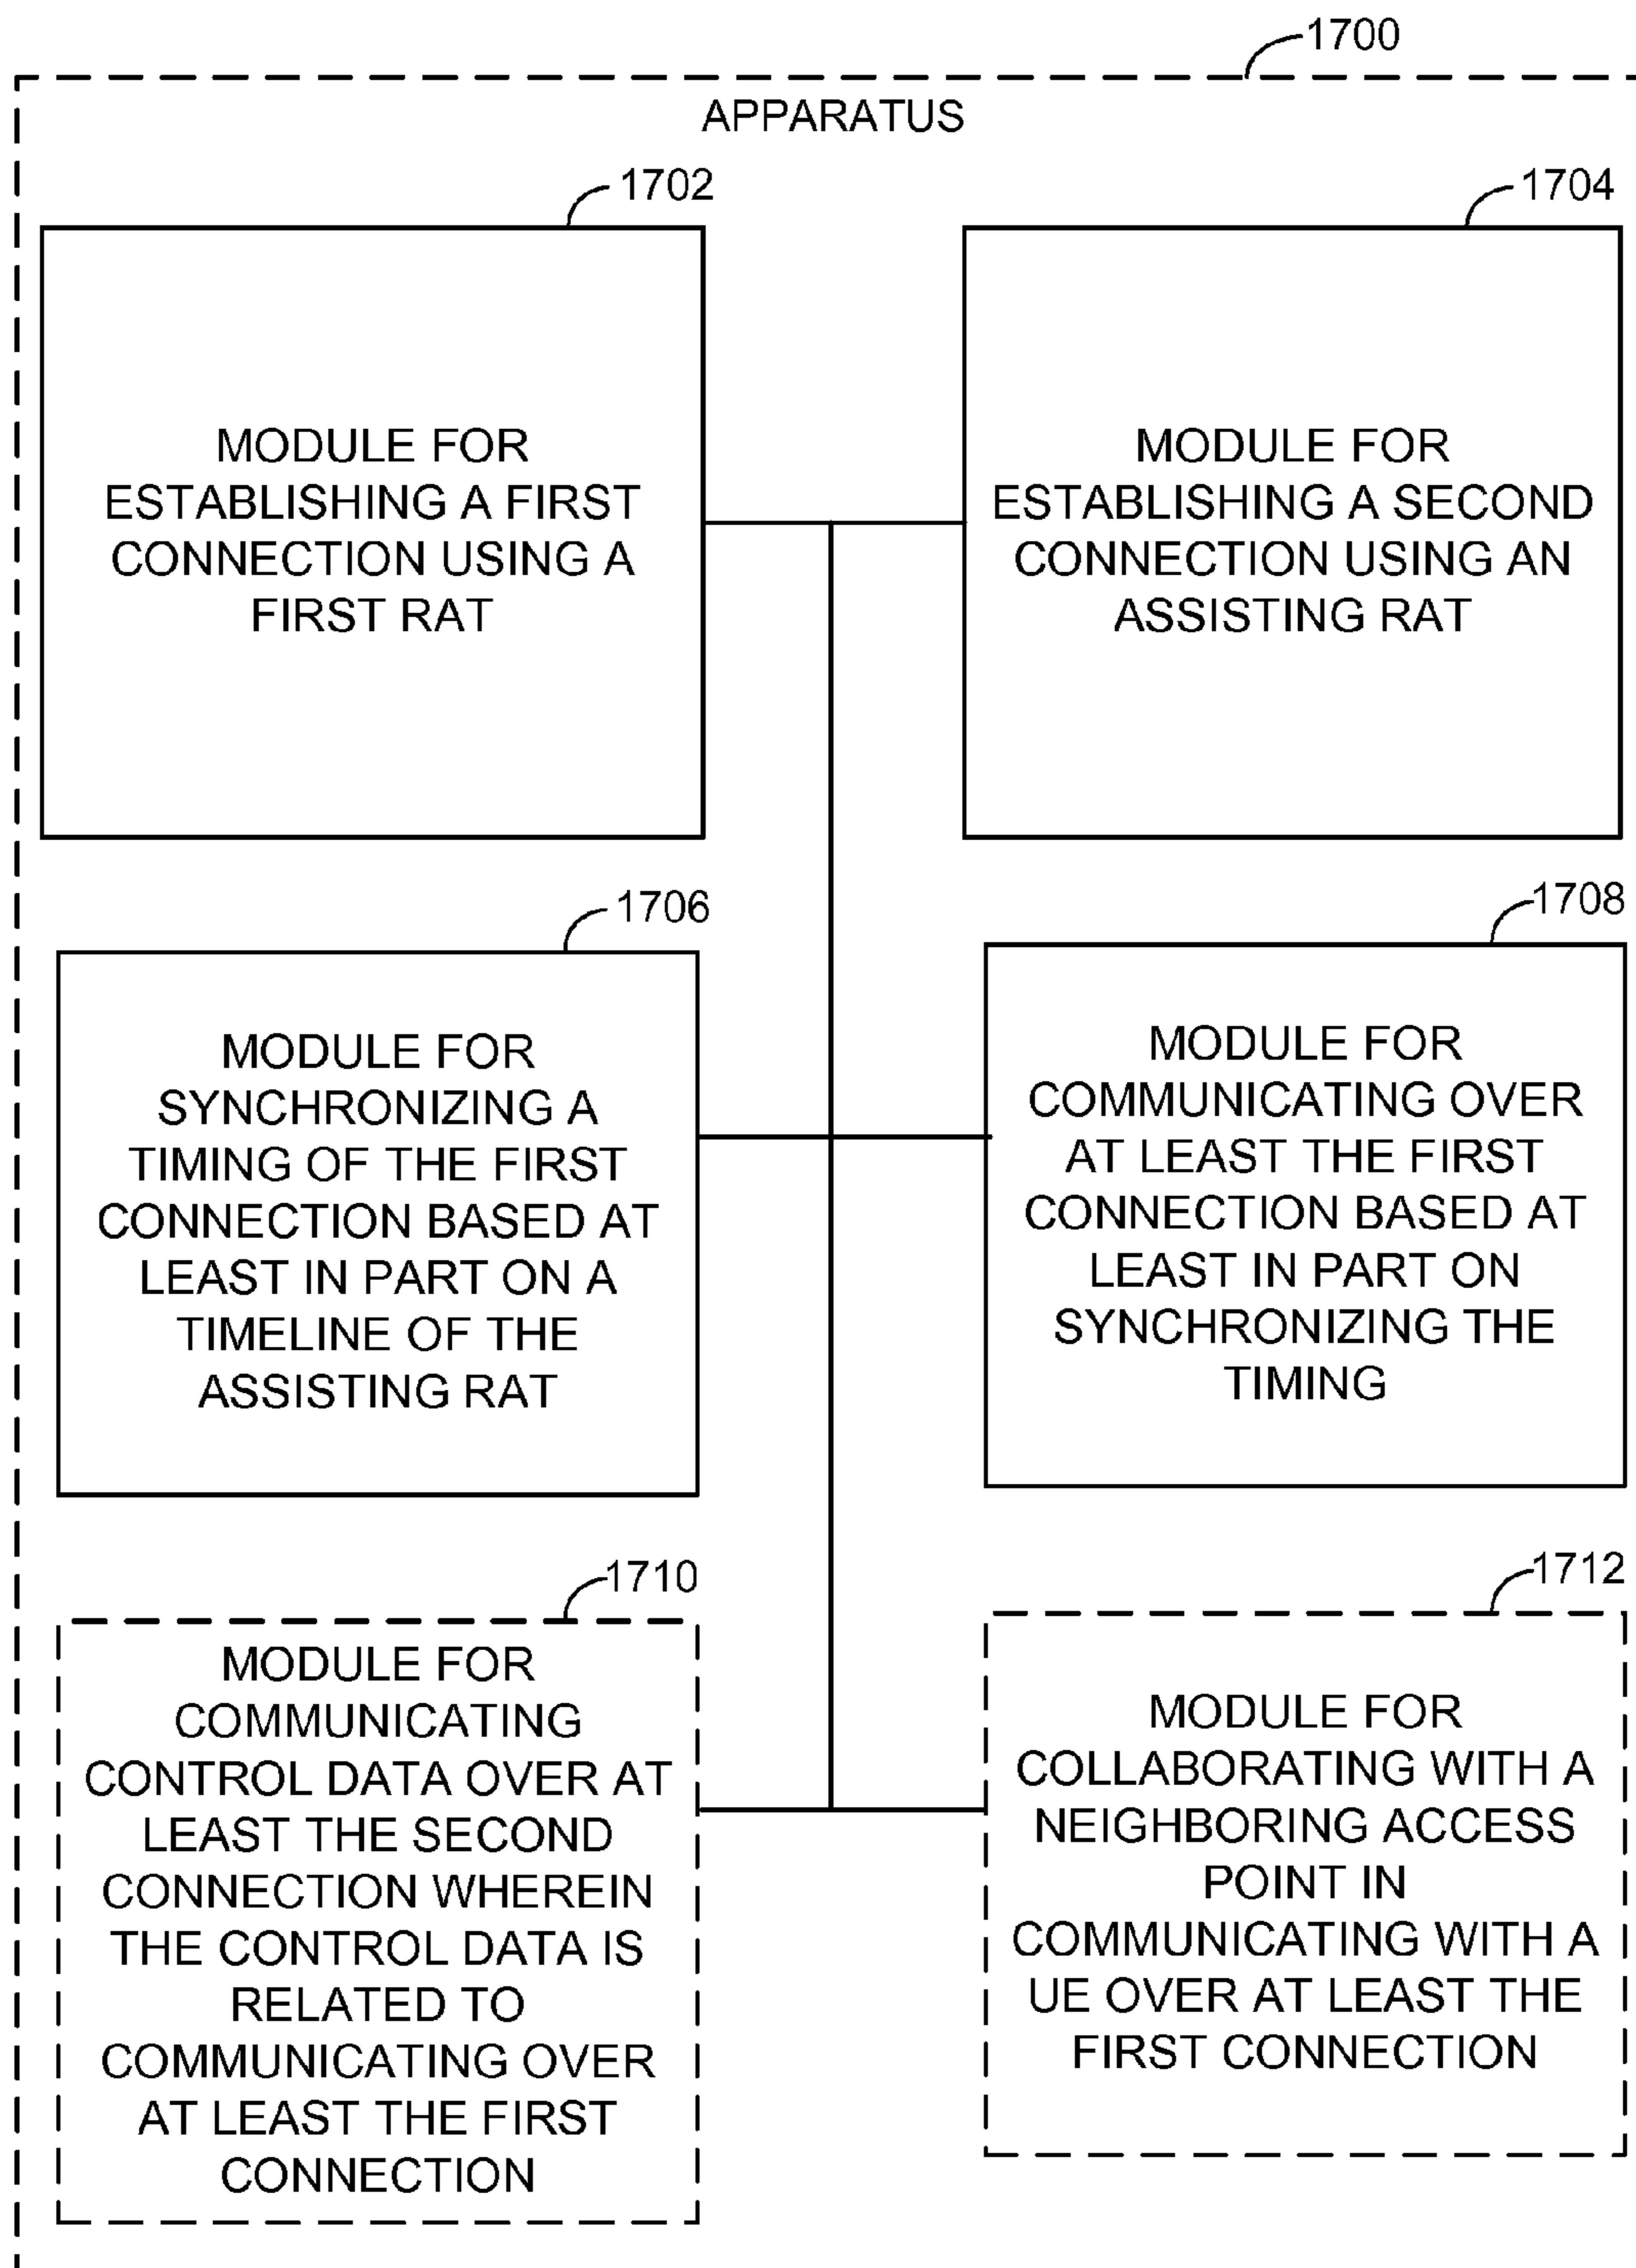 1700
APPARATUS
1702
MODULE FOR
ESTABLISHING A FIRST
CONNECTION USING A
FIRST RAT
1704
MODULE FOR
ESTABLISHING A SECOND
CONNECTION USING AN
ASSISTING RAT
1706
MODULE FOR
SYNCHRONIZING A
TIMING OF THE FIRST
CONNECTION BASED AT
LEAST IN PART ON A
TIMELINE OF THE
ASSISTING RAT
1708
MODULE FOR
COMMUNICATING OVER
AT LEAST THE FIRST
CONNECTION BASED AT
LEAST IN PART ON
SYNCHRONIZING THE
TIMING
1710
MODULE FOR
COMMUNICATING
CONTROL DATA OVER AT
LEAST THE SECOND
CONNECTION WHEREIN
THE CONTROL DATA IS
RELATED TO
COMMUNICATING OVER
AT LEAST THE FIRST
CONNECTION
1712
MODULE FOR
COLLABORATING WITH A
NEIGHBORING ACCESS
POINT IN
COMMUNICATING WITH A
UE OVER AT LEAST THE
FIRST CONNECTION